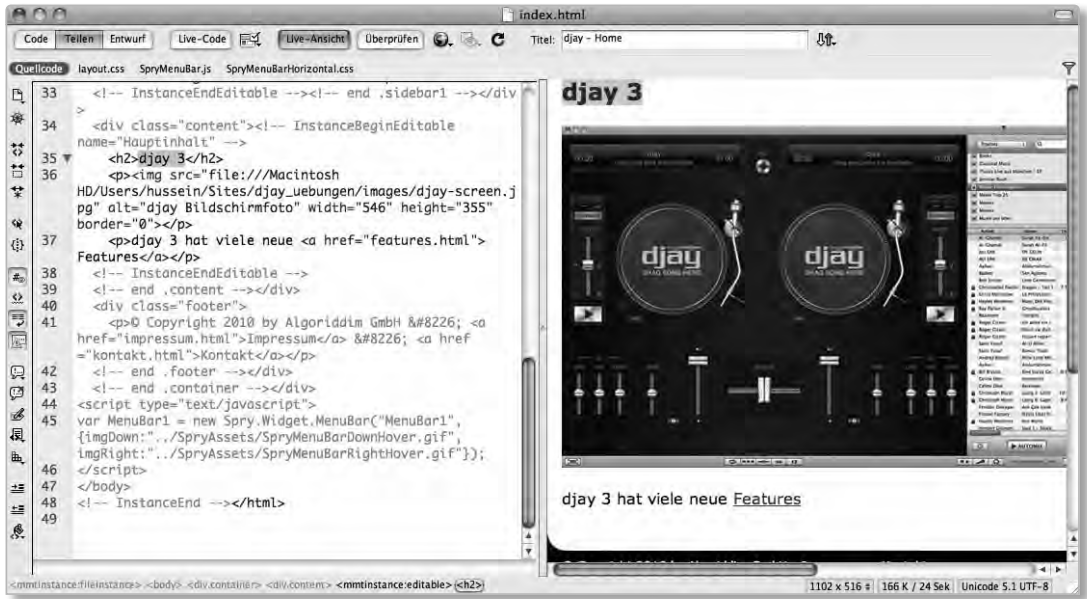 index.html
Code Teilen Entwurf Live-Code Live-Ansicht Überprüfen Titel: djay - Home
Quellcode layout.css SpryMenuBar.js SpryMenuBarHorizontal.css
33 <!-- InstanceEndEditable --><!-- end .sidebar1 --></div
>
34 <div class="content"><!-- InstanceBeginEditable
name="Hauptinhalt" -->
35 <h2>djay 3</h2>
36 <p><img src="file:///Macintosh
HD/Users/hussein/Sites/djay_uebungen/images/djay-screen.j
pg" alt="djay Bildschirmfoto" width="546" height="355"
border="0"></p>
37 <p>djay 3 hat viele neue <a href="features.html">
Features</a></p>
38 <!-- InstanceEndEditable -->
39 <!-- end .content --></div>
40 <div class="footer">
41 <p>© Copyright 2010 by Algoriddim GmbH &#8226; <a
href="impressum.html">Impressum</a> &#8226; <a href
="kontakt.html">Kontakt</a></p>
42 <!-- end .footer --></div>
43 <!-- end .container --></div>
44 <script type="text/javascript">
45 var MenuBar1 = new Spry.Widget.MenuBar("MenuBar1",
{imgDown:"../SpryAssets/SpryMenuBarDownHover.gif",
imgRight:"../SpryAssets/SpryMenuBarRightHover.gif"});
46 </script>
47 </body>
48 <!-- InstanceEnd --></html>
49
djay 3
djay
DRAG SONG HERE
djay
DRAG SONG HERE
AUTOMIX
djay 3 hat viele neue Features
<mmtinstance:fileinstance> <body> <div.container> <div.content> <mmtinstance:editable> <h2>
1102 x 516 166 K / 24 Sek Unicode 5.1 UTF-8